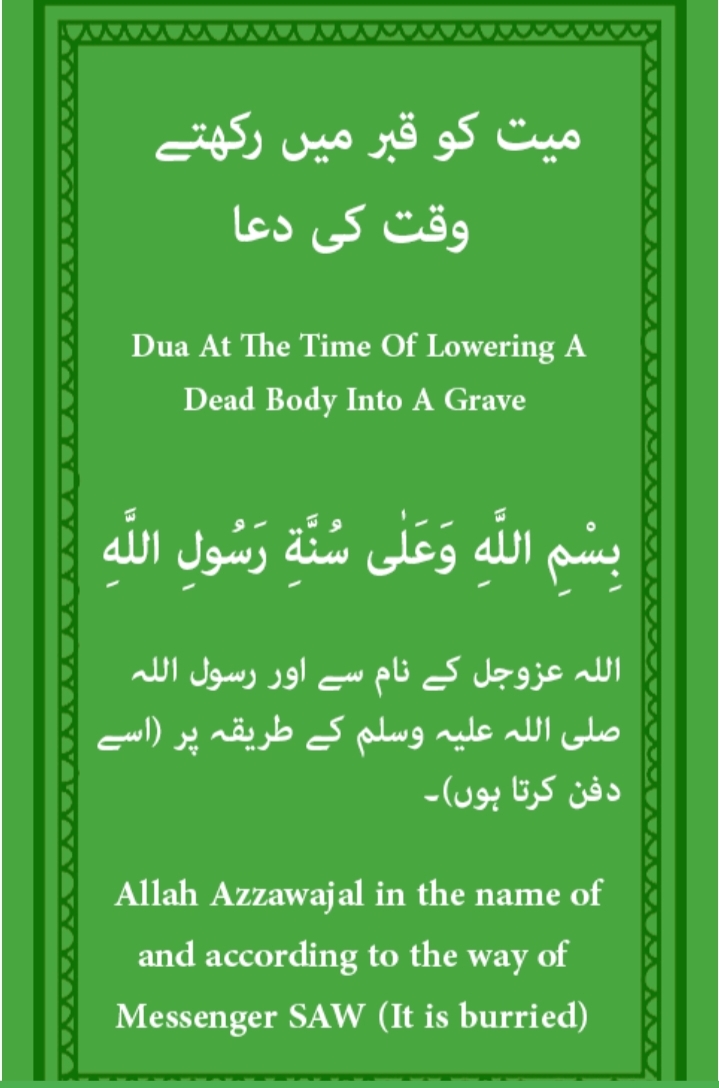 میت کو قبر میں رکھتے
وقت کی دعا
Dua At The Time Of Lowering A
Dead Body Into A Grave
بِسْمِ اللَّهِ وَعَلٰى سُنَّةِ رَسُولِ اللَّهِ
اللہ عزوجل کے نام سے اور رسول اللہ
صلی اللہ علیہ وسلم کے طریقہ پر (اسے
دفن کرتا ہوں)۔
Allah Azzawajal in the name of
and according to the way of
Messenger SAW (It is burried)